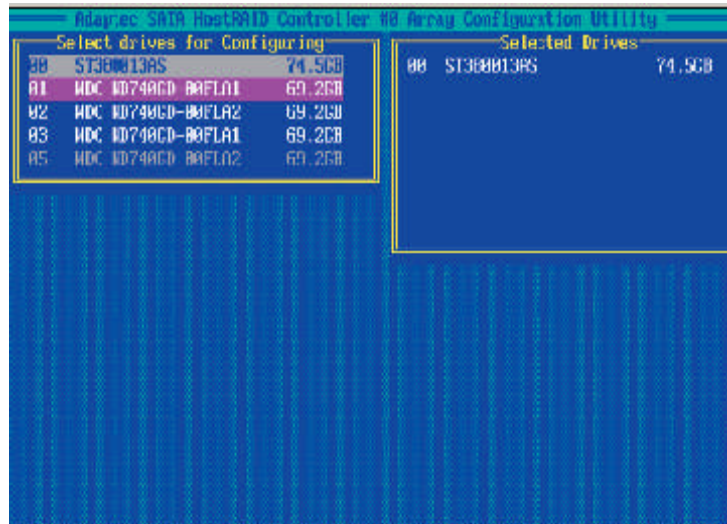 Adaptec SATA HostRAID Controller #0 Array Configuration Utility
Select drives for Configuring
00 ST380013AS 74.5GB
01 WDC WD740GD-00FLA1 69.2GB
02 WDC WD740GD-00FLA2 69.2GB
03 WDC WD740GD-00FLA1 69.2GB
05 WDC WD740GD-00FLA2 69.2GB
Selected Drives
00 ST380013AS 74.5GB